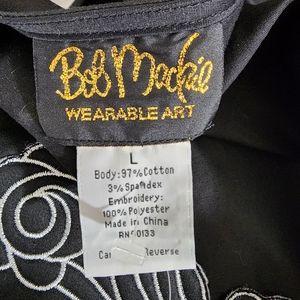 Bob Mackie
WEARABLE ART
L
Body: 97% Cotton
3% Spandex
Embroidery:
100% Polyester
Made in China
RN 0133
Reverse